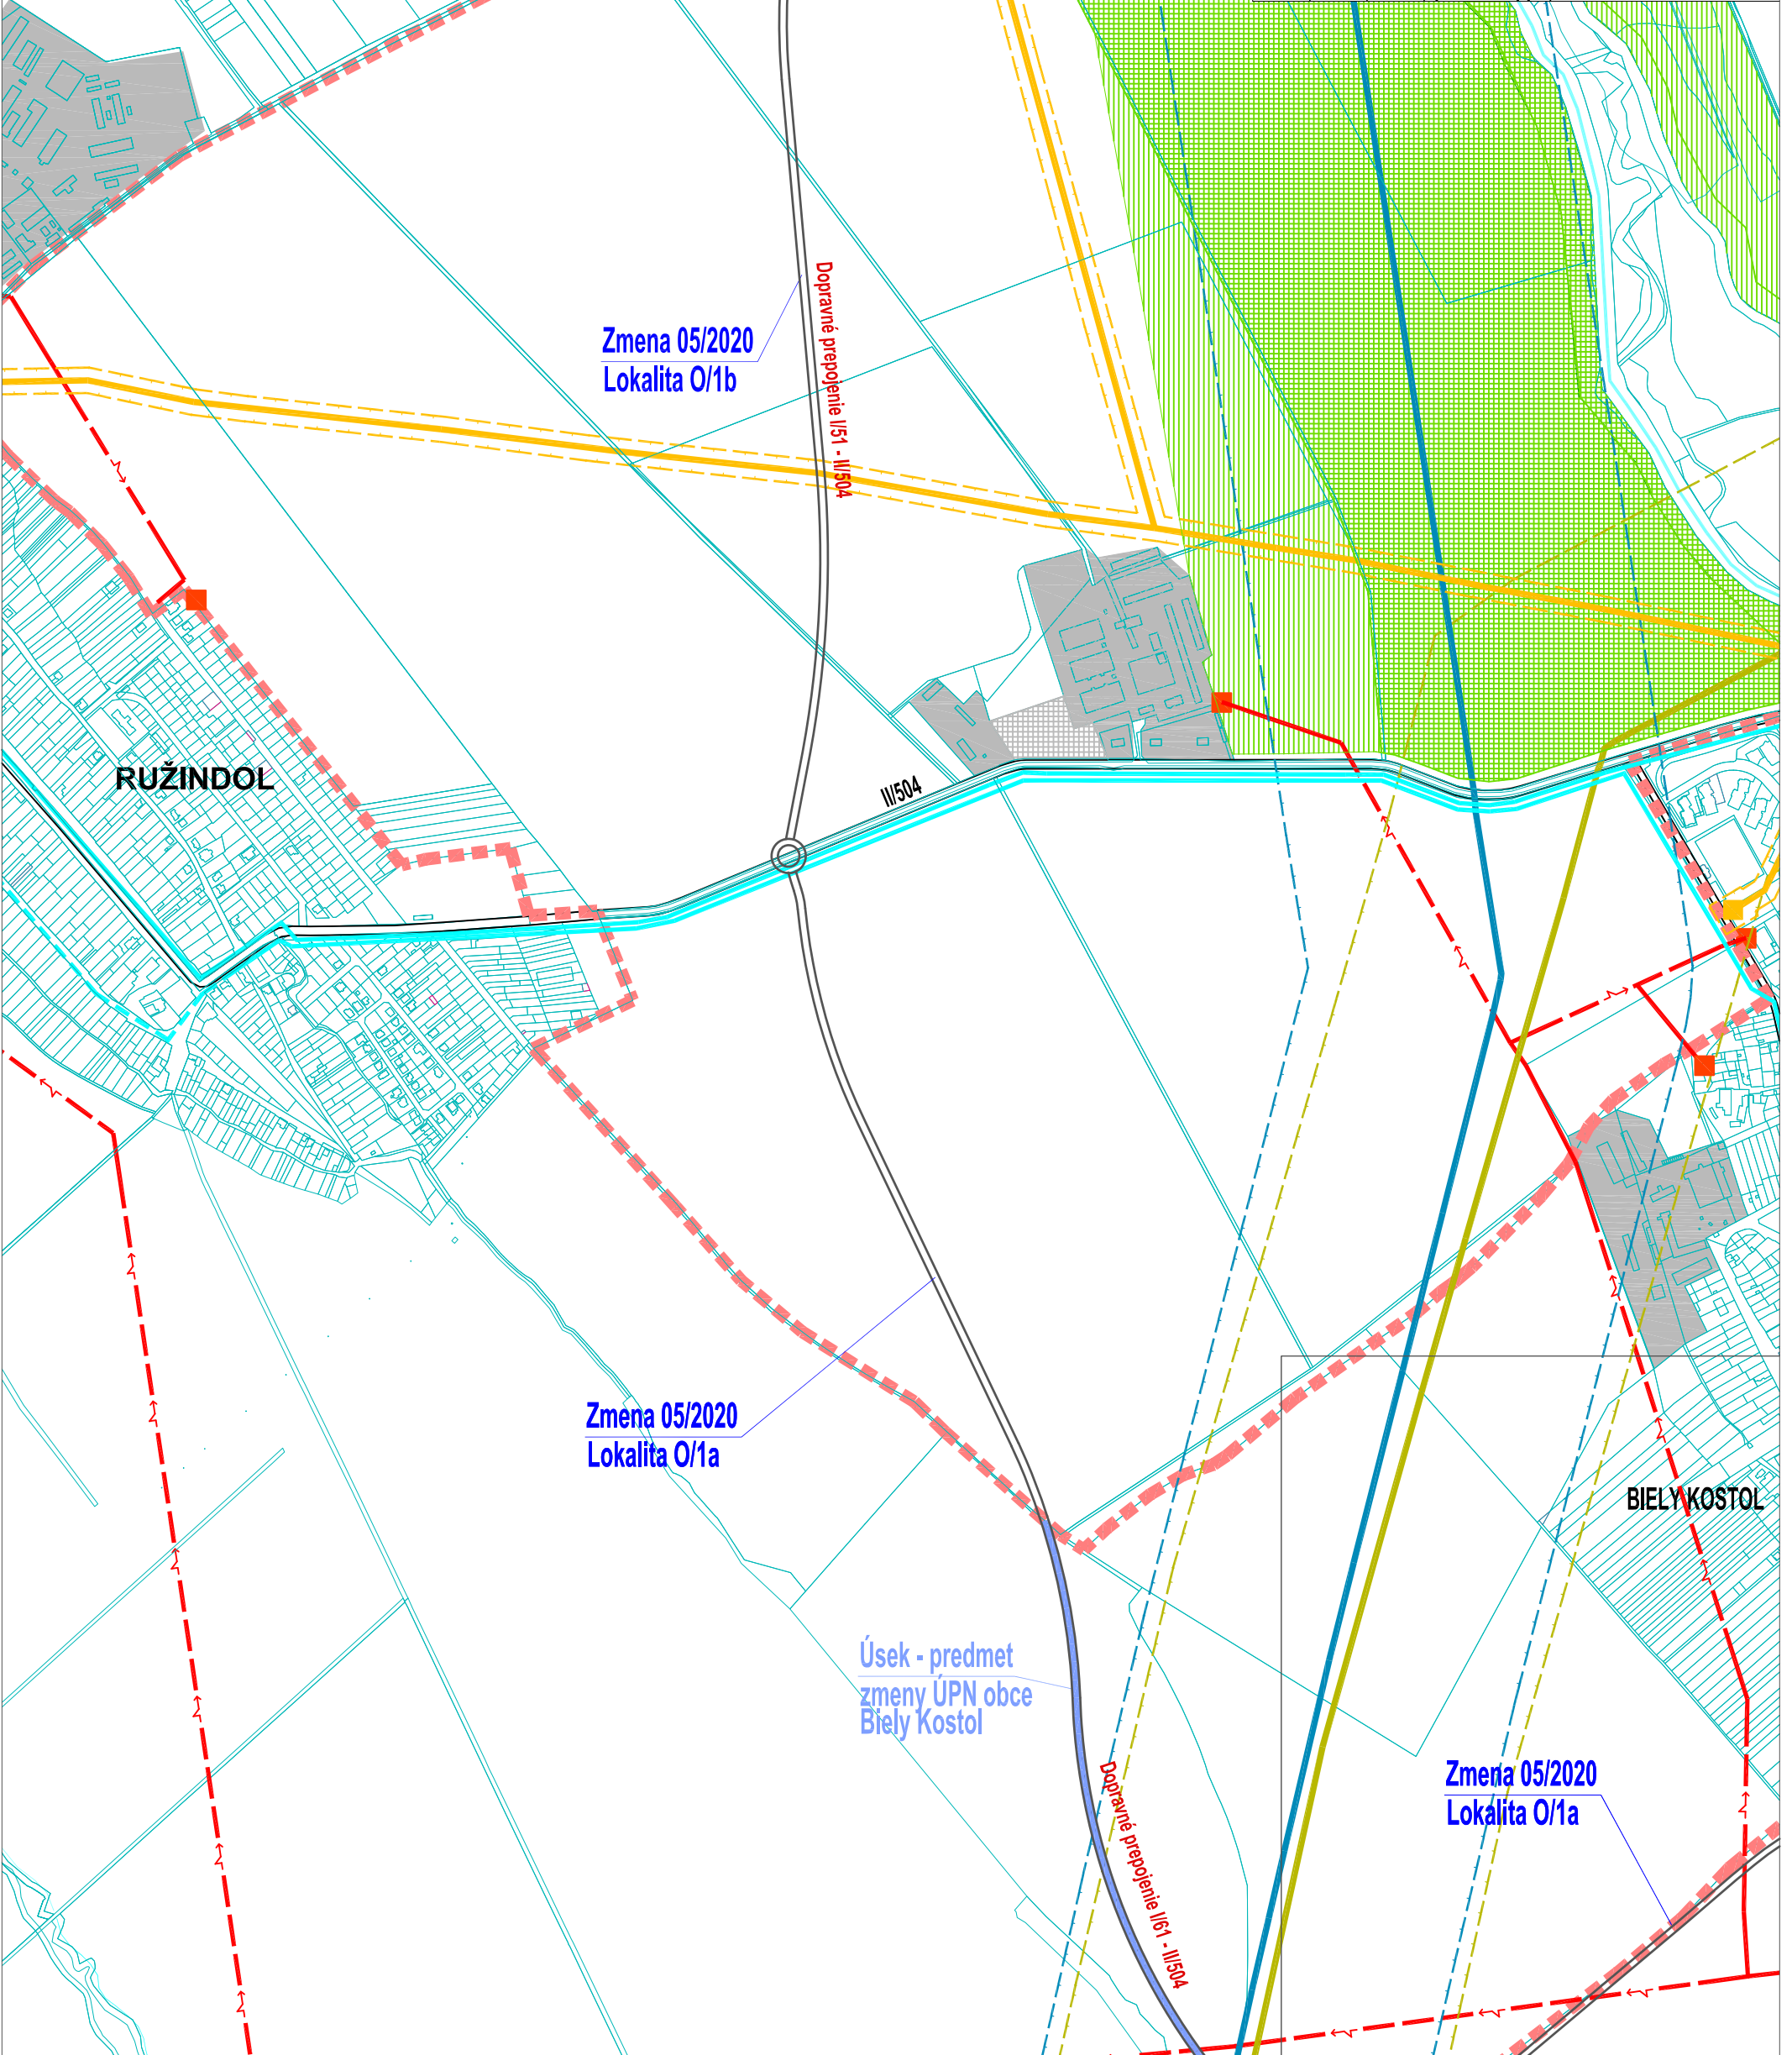 Zmena 05/2020
Lokalita O/1b
Dopravné prepojenie I/51 - II/504
RUŽINDOL
II/504
Zmena 05/2020
Lokalita O/1a
BIELY KOSTOL
Úsek - predmet
zmeny ÚPN obce
Biely Kostol
Dopravné prepojenie I/61 - II/504
Zmena 05/2020
Lokalita O/1a